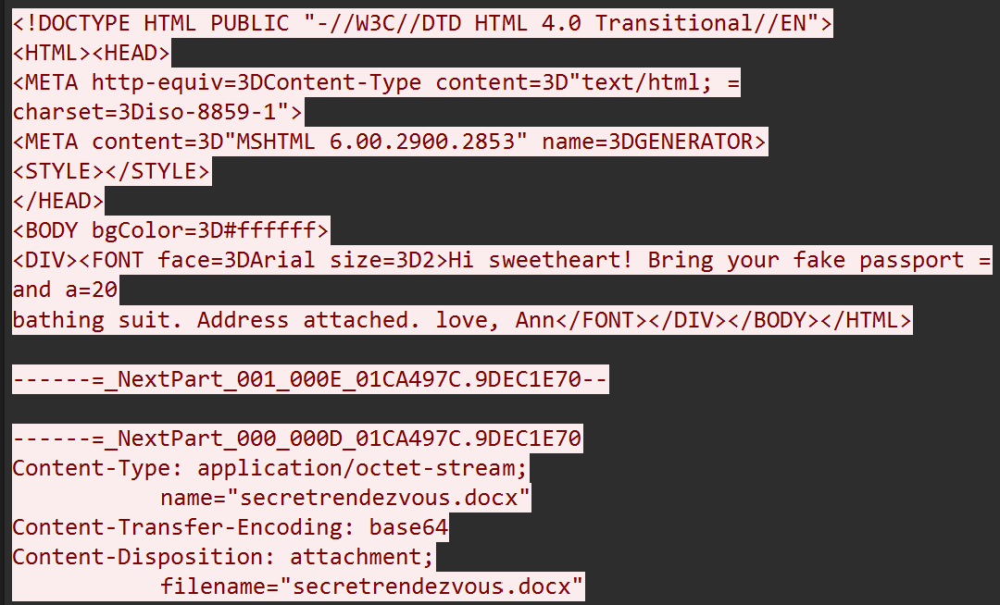 <!DOCTYPE HTML PUBLIC "-//W3C//DTD HTML 4.0 Transitional//EN">
<HTML><HEAD>
<META http-equiv=3DContent-Type content=3D"text/html; =
charset=3Diso-8859-1">
<META content=3D"MSHTML 6.00.2900.2853" name=3DGENERATOR>
<STYLE></STYLE>
</HEAD>
<BODY bgColor=3D#ffffff>
<DIV><FONT face=3DArial size=3D2>Hi sweetheart! Bring your fake passport =
and a=20
bathing suit. Address attached. love, Ann</FONT></DIV></BODY></HTML>
------=_NextPart_001_000E_01CA497C.9DEC1E70--
------=_NextPart_000_000D_01CA497C.9DEC1E70
Content-Type: application/octet-stream;
name="secretrendezvous.docx"
Content-Transfer-Encoding: base64
Content-Disposition: attachment;
filename="secretrendezvous.docx"